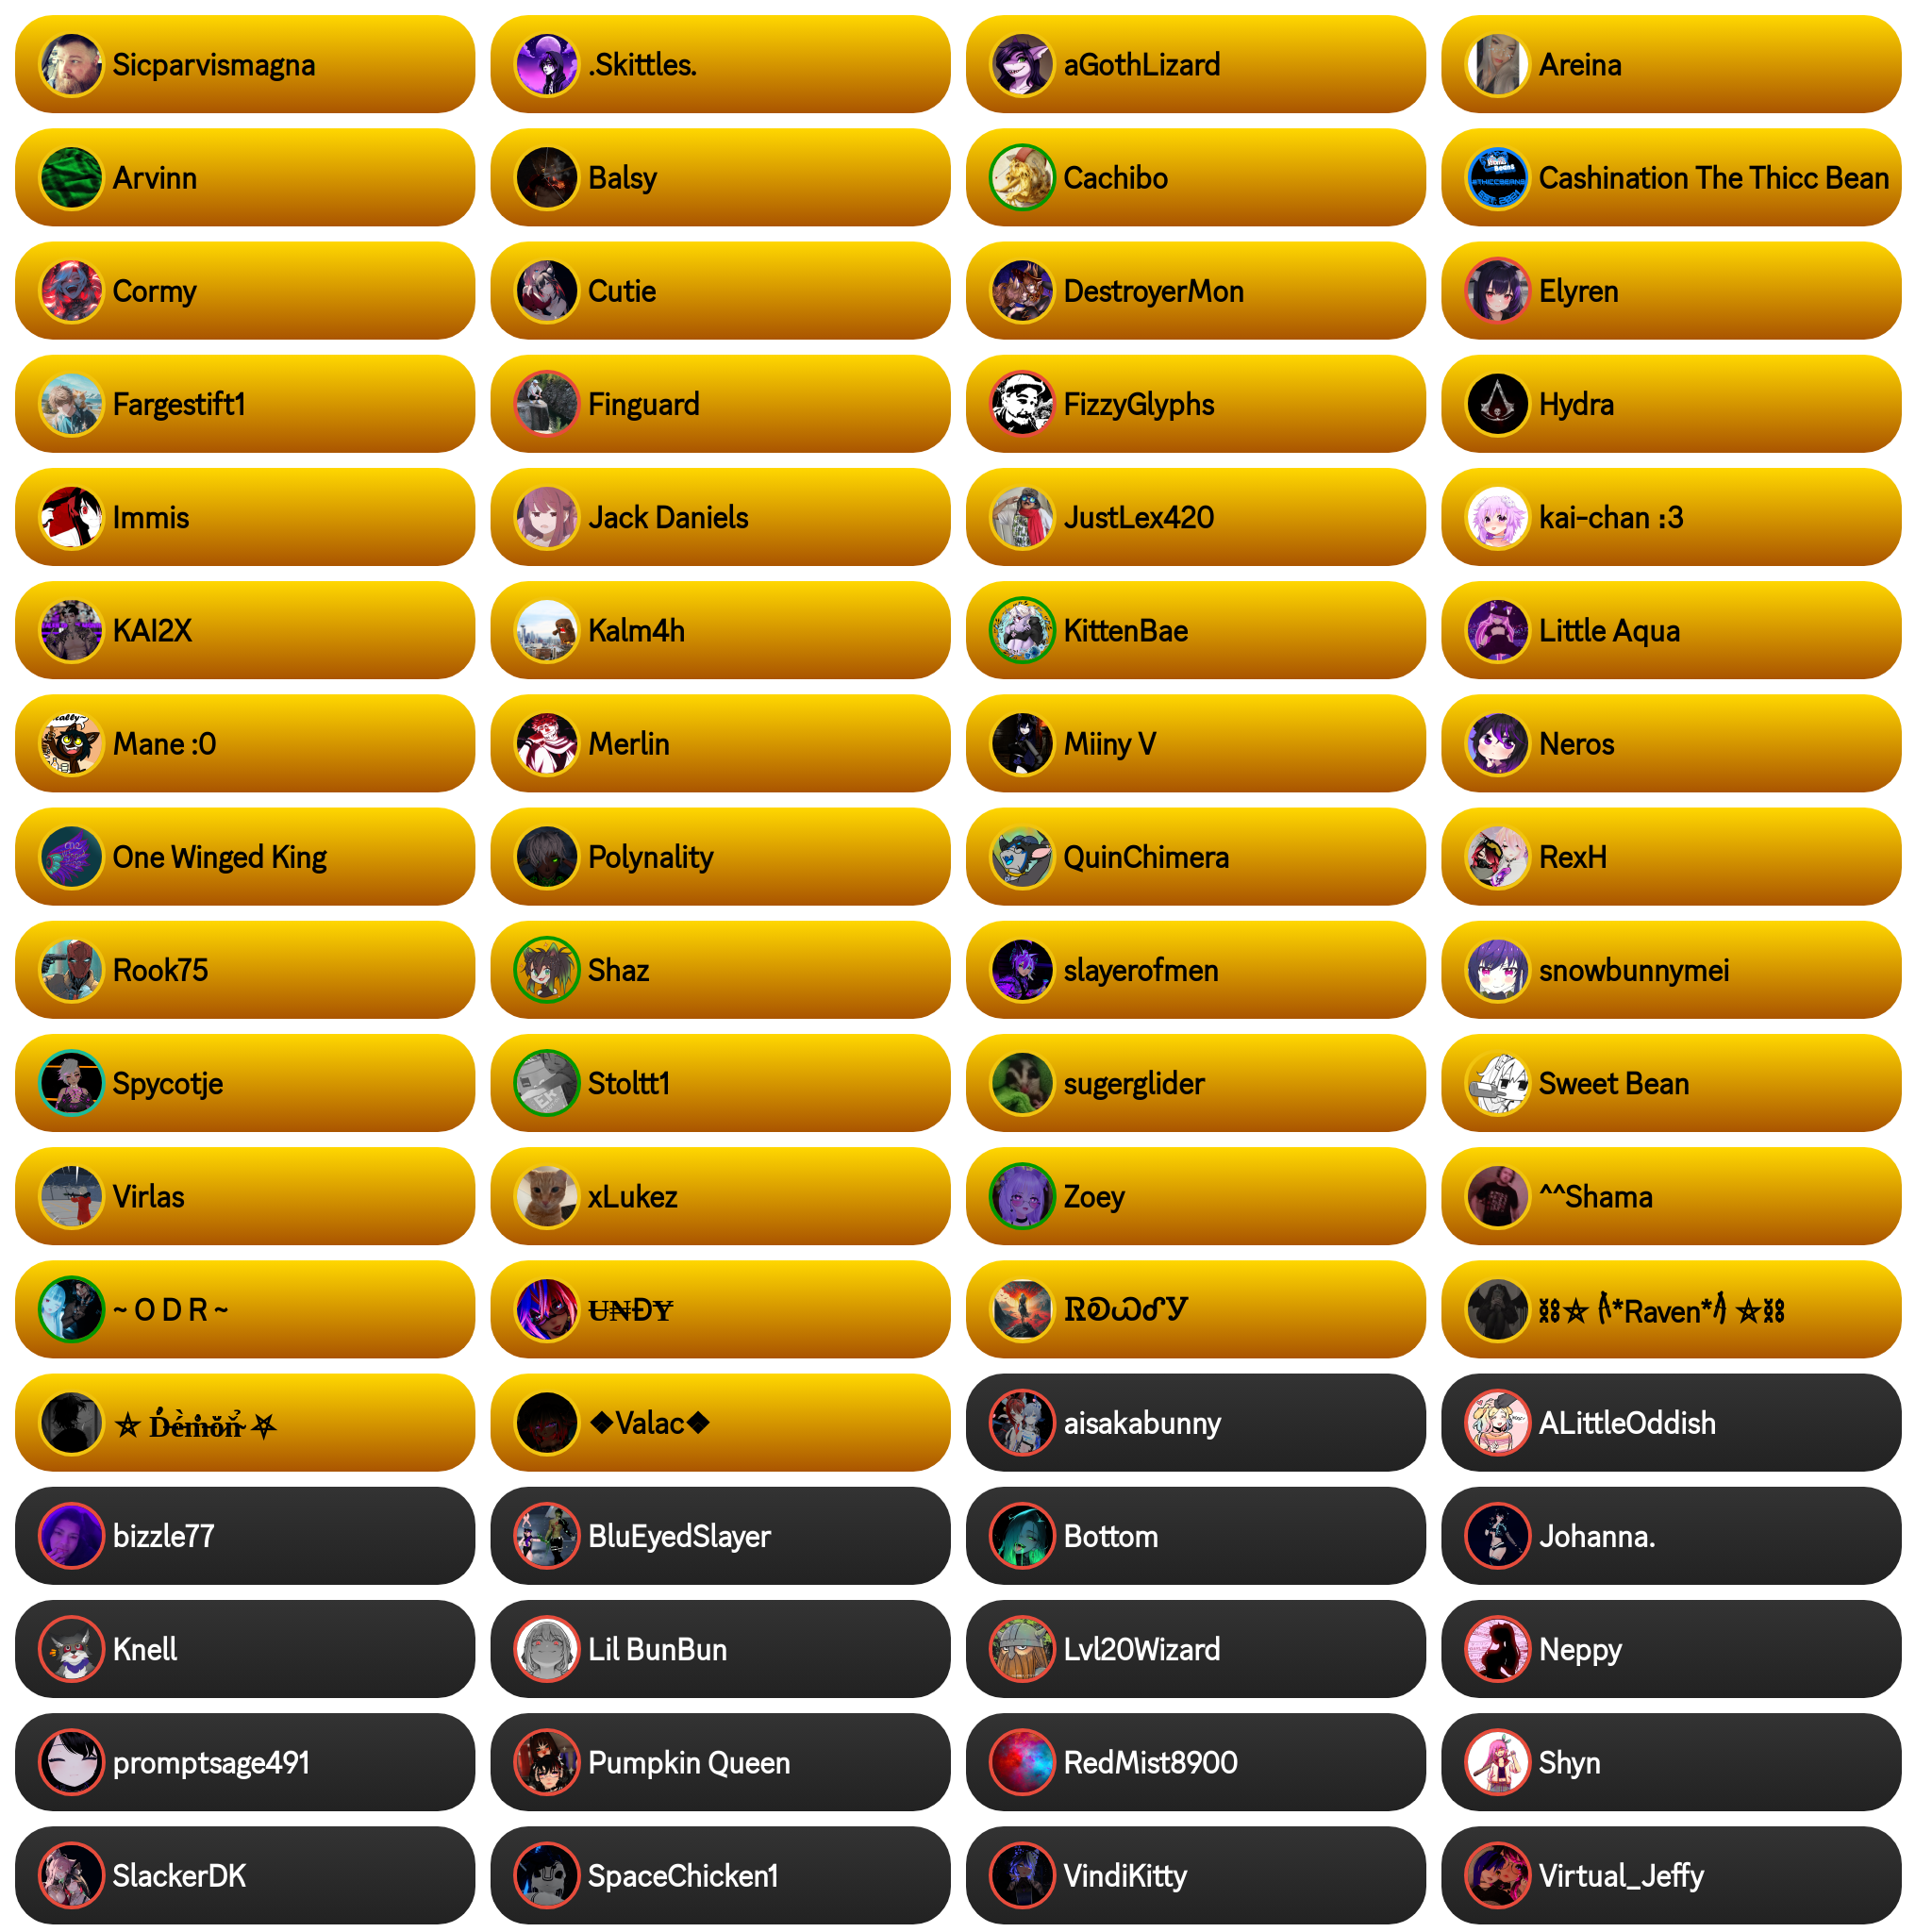 Sicparvismagna
.Skittles.
aGothLizard
Areina
Arvinn
Balsy
Cachibo
Cashination The Thicc Bean
Cormy
Cutie
DestroyerMon
Elyren
Fargestift1
Finguard
FizzyGlyphs
Hydra
Immis
Jack Daniels
JustLex420
kai-chan :3
KAI2X
Kalm4h
KittenBae
Little Aqua
Mane :0
Merlin
Miiny V
Neros
One Winged King
Polynality
QuinChimera
RexH
Rook75
Shaz
slayerofmen
snowbunnymei
Spycotje
Stoltt1
sugerglider
Sweet Bean
Virlas
xLukez
Zoey
^^Shama
~ O D R ~
*Raven*
❖Valac❖
aisakabunny
ALittleOddish
bizzle77
BluEyedSlayer
Bottom
Johanna.
Knell
Lil BunBun
Lvl20Wizard
Neppy
promptsage491
Pumpkin Queen
RedMist8900
Shyn
SlackerDK
SpaceChicken1
VindiKitty
Virtual_Jeffy